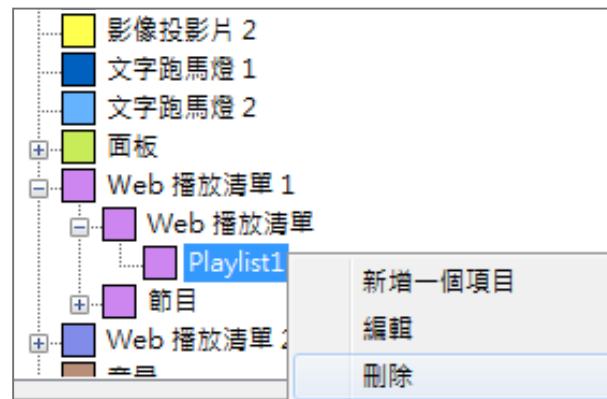 影像投影片 2
文字跑馬燈 1
文字跑馬燈 2
面板
Web 播放清單 1
Web 播放清單
Playlist1
新增一個項目
節目
編輯
Web 播放清單 2
刪除